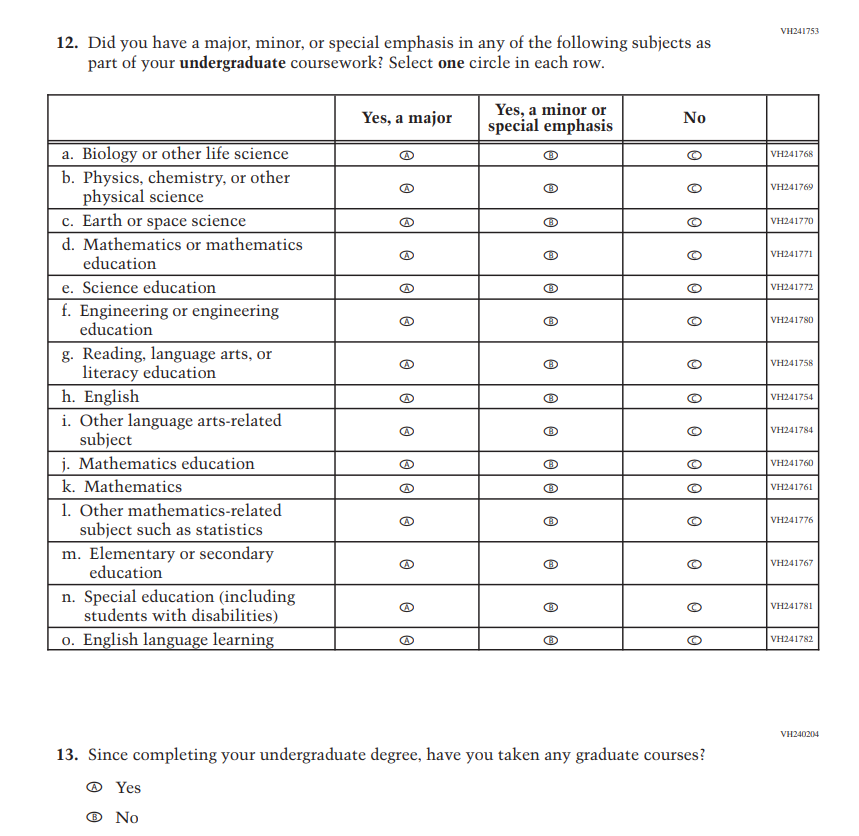 VH241753
12. Did you have a major, minor, or special emphasis in any of the following subjects as
part of your undergraduate coursework? Select one circle in each row.
Yes, a major
Yes, a minor or
special emphasis
No
a. Biology or other life science A B C VH241768
b. Physics, chemistry, or other
physical science A B C VH241769
c. Earth or space science A B C VH241770
d. Mathematics or mathematics
education A B C VH241771
e. Science education A B C VH241772
f. Engineering or engineering
education A B C VH241780
g. Reading, language arts, or
literacy education A B C VH241758
h. English A B C VH241754
i. Other language arts-related
subject A B C VH241784
j. Mathematics education A B C VH241760
k. Mathematics A B C VH241761
l. Other mathematics-related
subject such as statistics A B C VH241776
m. Elementary or secondary
education A B C VH241767
n. Special education (including
students with disabilities) A B C VH241781
o. English language learning A B C VH241782
VH240204
13. Since completing your undergraduate degree, have you taken any graduate courses?
A Yes
B No